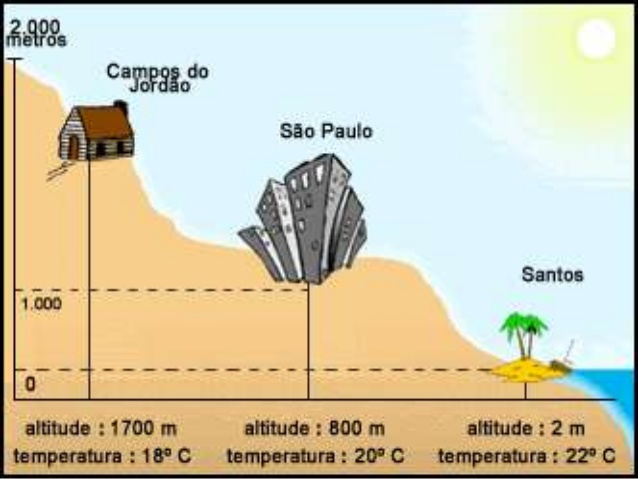 2.000
metros
Campos do
Jordão
São Paulo
Santos
1.000
0
altitude : 1700 m
altitude : 800 m
altitude : 2 m
temperatura : 18º C
temperatura : 20º C
temperatura : 22º C